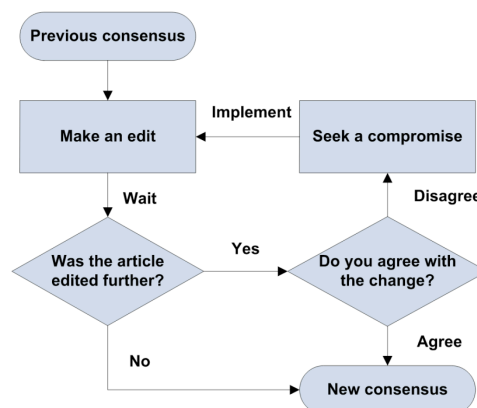 Previous consensus
Implement
Make an edit
Seek a compromise
Wait
Disagree
Was the article
edited further?
Yes
Do you agree with
the change?
No
Agree
New consensus